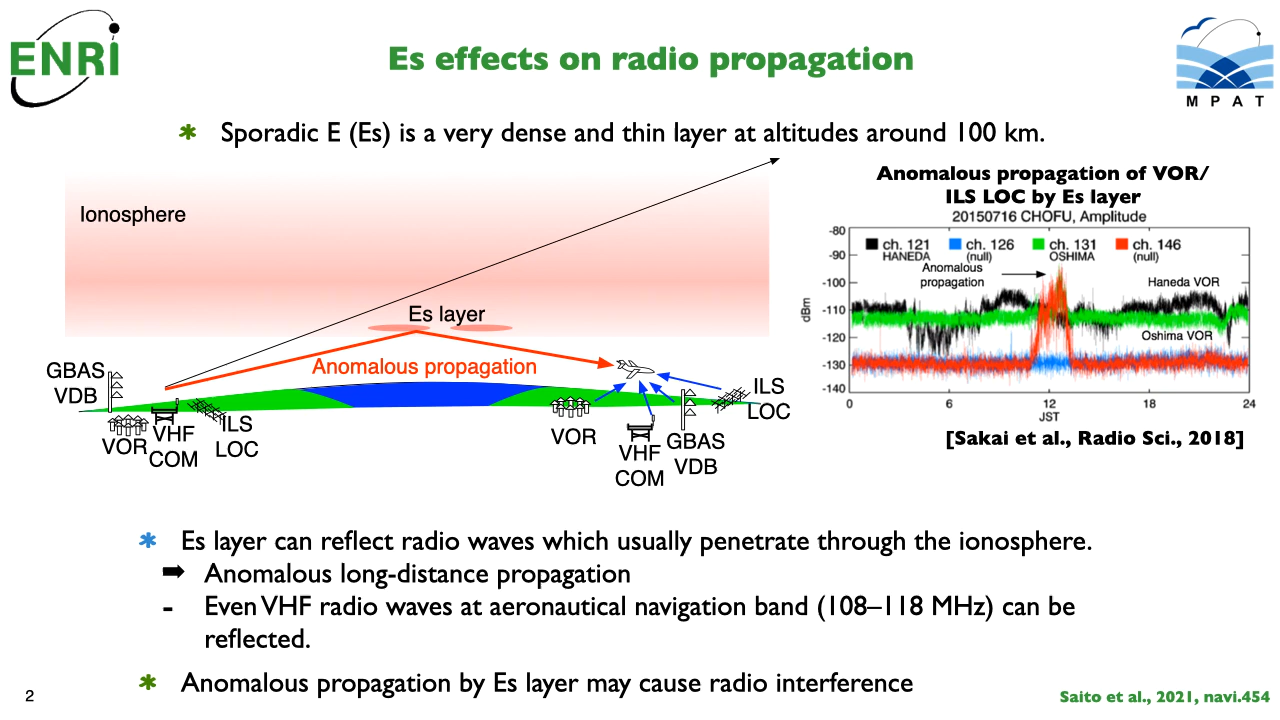 ENRI
Es effects on radio propagation
M P A T
* Sporadic E (Es) is a very dense and thin layer at altitudes around 100 km.
Ionosphere
Es layer
Anomalous propagation
GBAS
VDB
VOR
VHF
COM
ILS
LOC
VOR
VHF
COM
GBAS
VDB
ILS
LOC
Anomalous propagation of VOR/
ILS LOC by Es layer
20150716 CHOFU, Amplitude
ch. 121
HANEDA
ch. 126
(null)
ch. 131
OSHIMA
ch. 146
(null)
Anomalous
propagation
Haneda VOR
Oshima VOR
dBm
-80
-90
-100
-110
-120
-130
-140
0 6 12 18 24
JST
[Sakai et al., Radio Sci., 2018]
* Es layer can reflect radio waves which usually penetrate through the ionosphere.
➡ Anomalous long-distance propagation
- Even VHF radio waves at aeronautical navigation band (108–118 MHz) can be
reflected.
* Anomalous propagation by Es layer may cause radio interference
2
Saito et al., 2021, navi.454